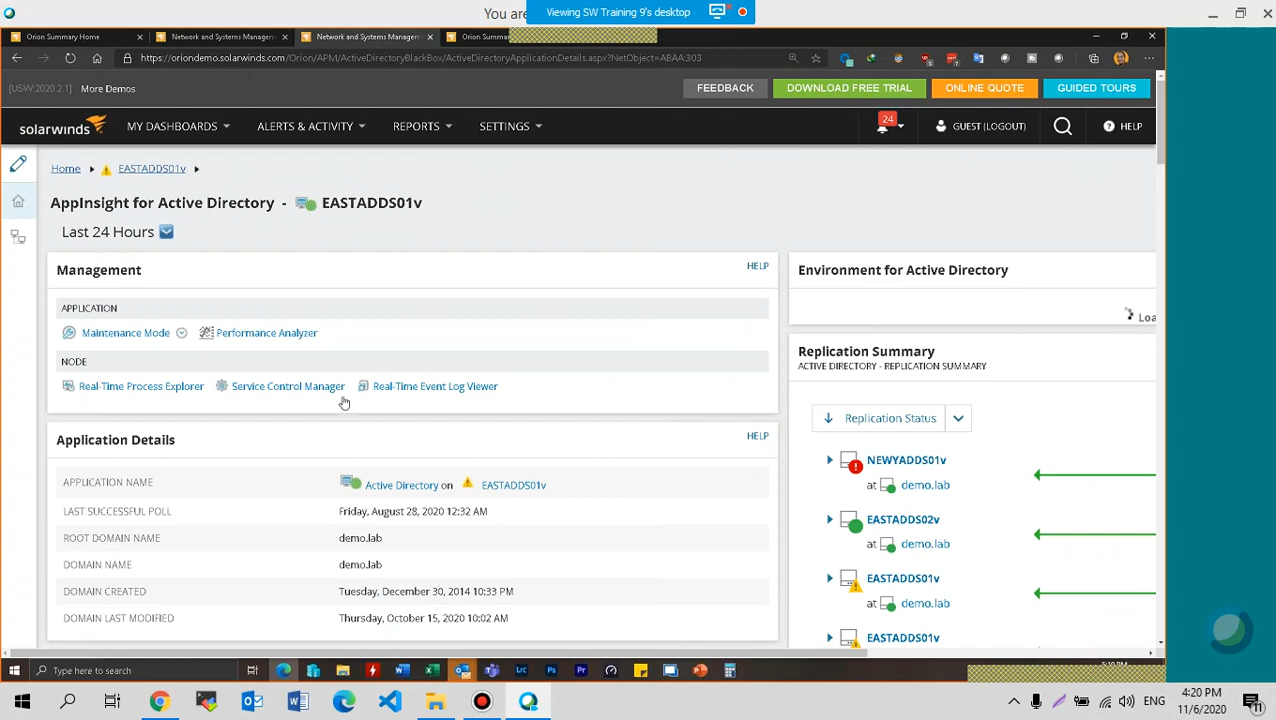 You are
Viewing SW Training 9's desktop
Orion Summary Home
Network and Systems Manageme
Network and Systems Managem
Orion Summar
https://oriondemo.solarwinds.com/Orion/APM/ActiveDirectoryBlackBox/ActiveDirectoryApplicationDetails.aspx?NetObject=ABAA:303
[USW:2020.2.1] More Demos
FEEDBACK
DOWNLOAD FREE TRIAL
ONLINE QUOTE
GUIDED TOURS
solarwinds
MY DASHBOARDS
ALERTS & ACTIVITY
REPORTS
SETTINGS
24
GUEST (LOGOUT)
HELP
Home
EASTADDS01v
AppInsight for Active Directory - EASTADDS01v
Last 24 Hours
Management
HELP
APPLICATION
Maintenance Mode
Performance Analyzer
NODE
Real-Time Process Explorer
Service Control Manager
Real-Time Event Log Viewer
Application Details
HELP
APPLICATION NAME Active Directory on EASTADDS01v
LAST SUCCESSFUL POLL Friday, August 28, 2020 12:32 AM
ROOT DOMAIN NAME demo.lab
DOMAIN NAME demo.lab
DOMAIN CREATED Tuesday, December 30, 2014 10:33 PM
DOMAIN LAST MODIFIED Thursday, October 15, 2020 10:02 AM
Environment for Active Directory
Loa
Replication Summary
ACTIVE DIRECTORY - REPLICATION SUMMARY
Replication Status
NEWYADDS01v
at demo.lab
EASTADDS02v
at demo.lab
EASTADDS01v
at demo.lab
EASTADDS01v
Type here to search
ENG
4:20 PM
11/6/2020